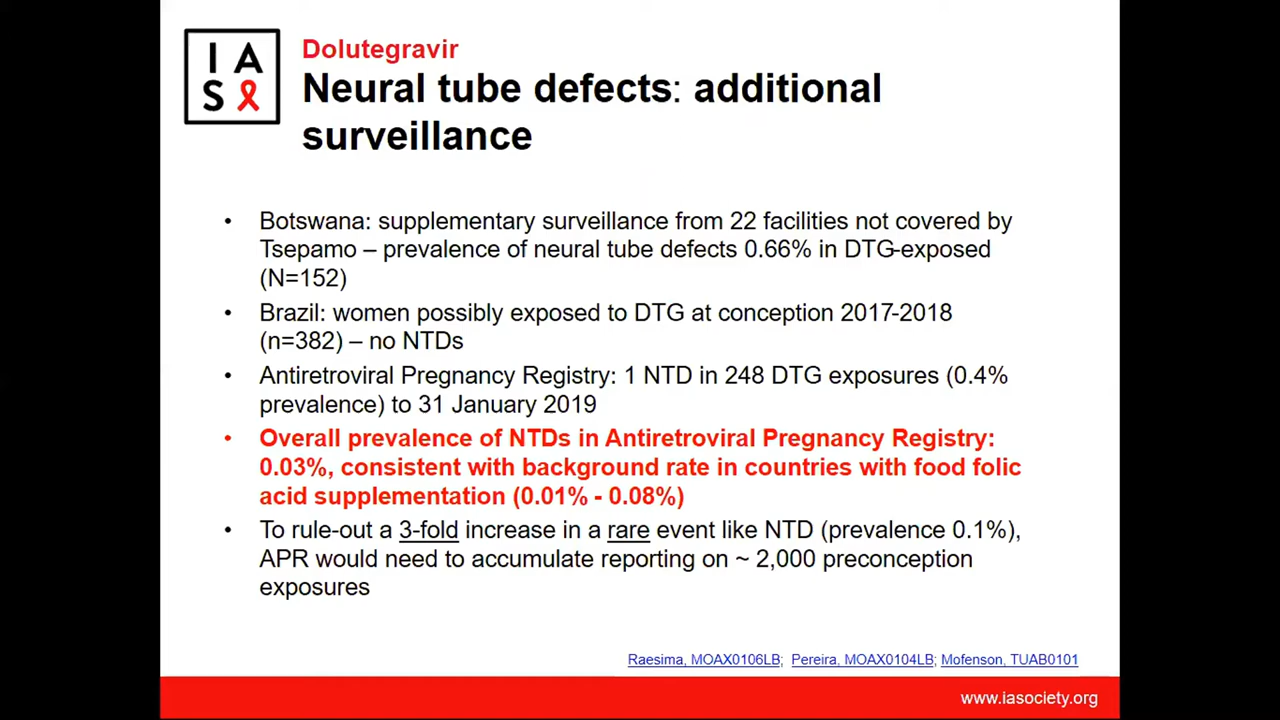 I A
S
Dolutegravir
Neural tube defects: additional
surveillance
• Botswana: supplementary surveillance from 22 facilities not covered by
Tsepamo – prevalence of neural tube defects 0.66% in DTG-exposed
(N=152)
• Brazil: women possibly exposed to DTG at conception 2017-2018
(n=382) – no NTDs
• Antiretroviral Pregnancy Registry: 1 NTD in 248 DTG exposures (0.4%
prevalence) to 31 January 2019
• Overall prevalence of NTDs in Antiretroviral Pregnancy Registry:
0.03%, consistent with background rate in countries with food folic
acid supplementation (0.01% - 0.08%)
• To rule-out a 3-fold increase in a rare event like NTD (prevalence 0.1%),
APR would need to accumulate reporting on ~ 2,000 preconception
exposures
Raesima, MOAX0106LB; Pereira, MOAX0104LB; Mofenson, TUAB0101
www.iasociety.org